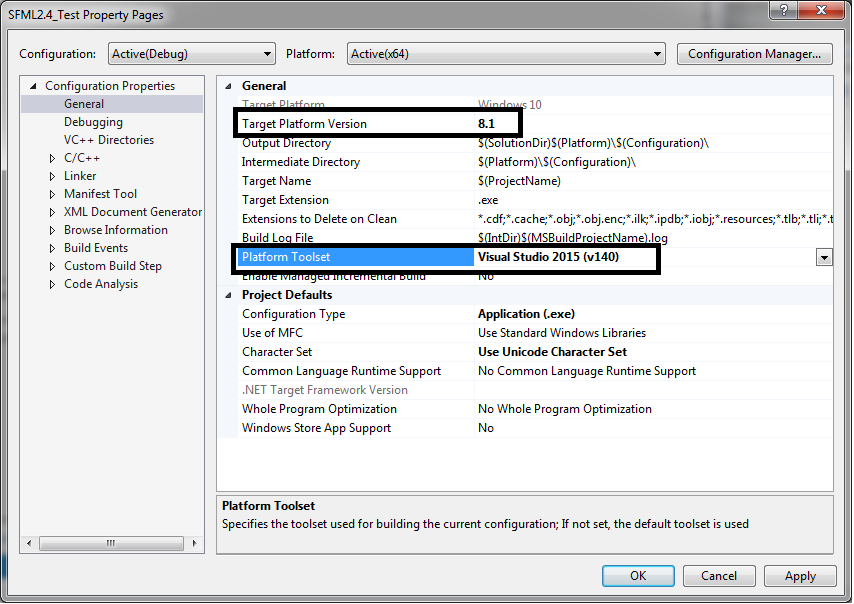 SFML2.4_Test Property Pages
Configuration: Active(Debug) Platform: Active(x64) Configuration Manager...
Configuration Properties
General
Debugging
VC++ Directories
C/C++
Linker
Manifest Tool
XML Document Generator
Browse Information
Build Events
Custom Build Step
Code Analysis
General
Target Platform Windows 10
Target Platform Version 8.1
Output Directory $(SolutionDir)$(Platform)\$(Configuration)\
Intermediate Directory $(Platform)\$(Configuration)\
Target Name $(ProjectName)
Target Extension .exe
Extensions to Delete on Clean *.cdf;*.cache;*.obj;*.obj.enc;*.ilk;*.ipdb;*.iobj;*.resources;*.tlb;*.tli;*.t
Build Log File $(IntDir)$(MSBuildProjectName).log
Platform Toolset Visual Studio 2015 (v140)
Enable Managed Incremental Build No
Project Defaults
Configuration Type Application (.exe)
Use of MFC Use Standard Windows Libraries
Character Set Use Unicode Character Set
Common Language Runtime Support No Common Language Runtime Support
.NET Target Framework Version
Whole Program Optimization No Whole Program Optimization
Windows Store App Support No
Platform Toolset
Specifies the toolset used for building the current configuration; If not set, the default toolset is used
OK Cancel Apply